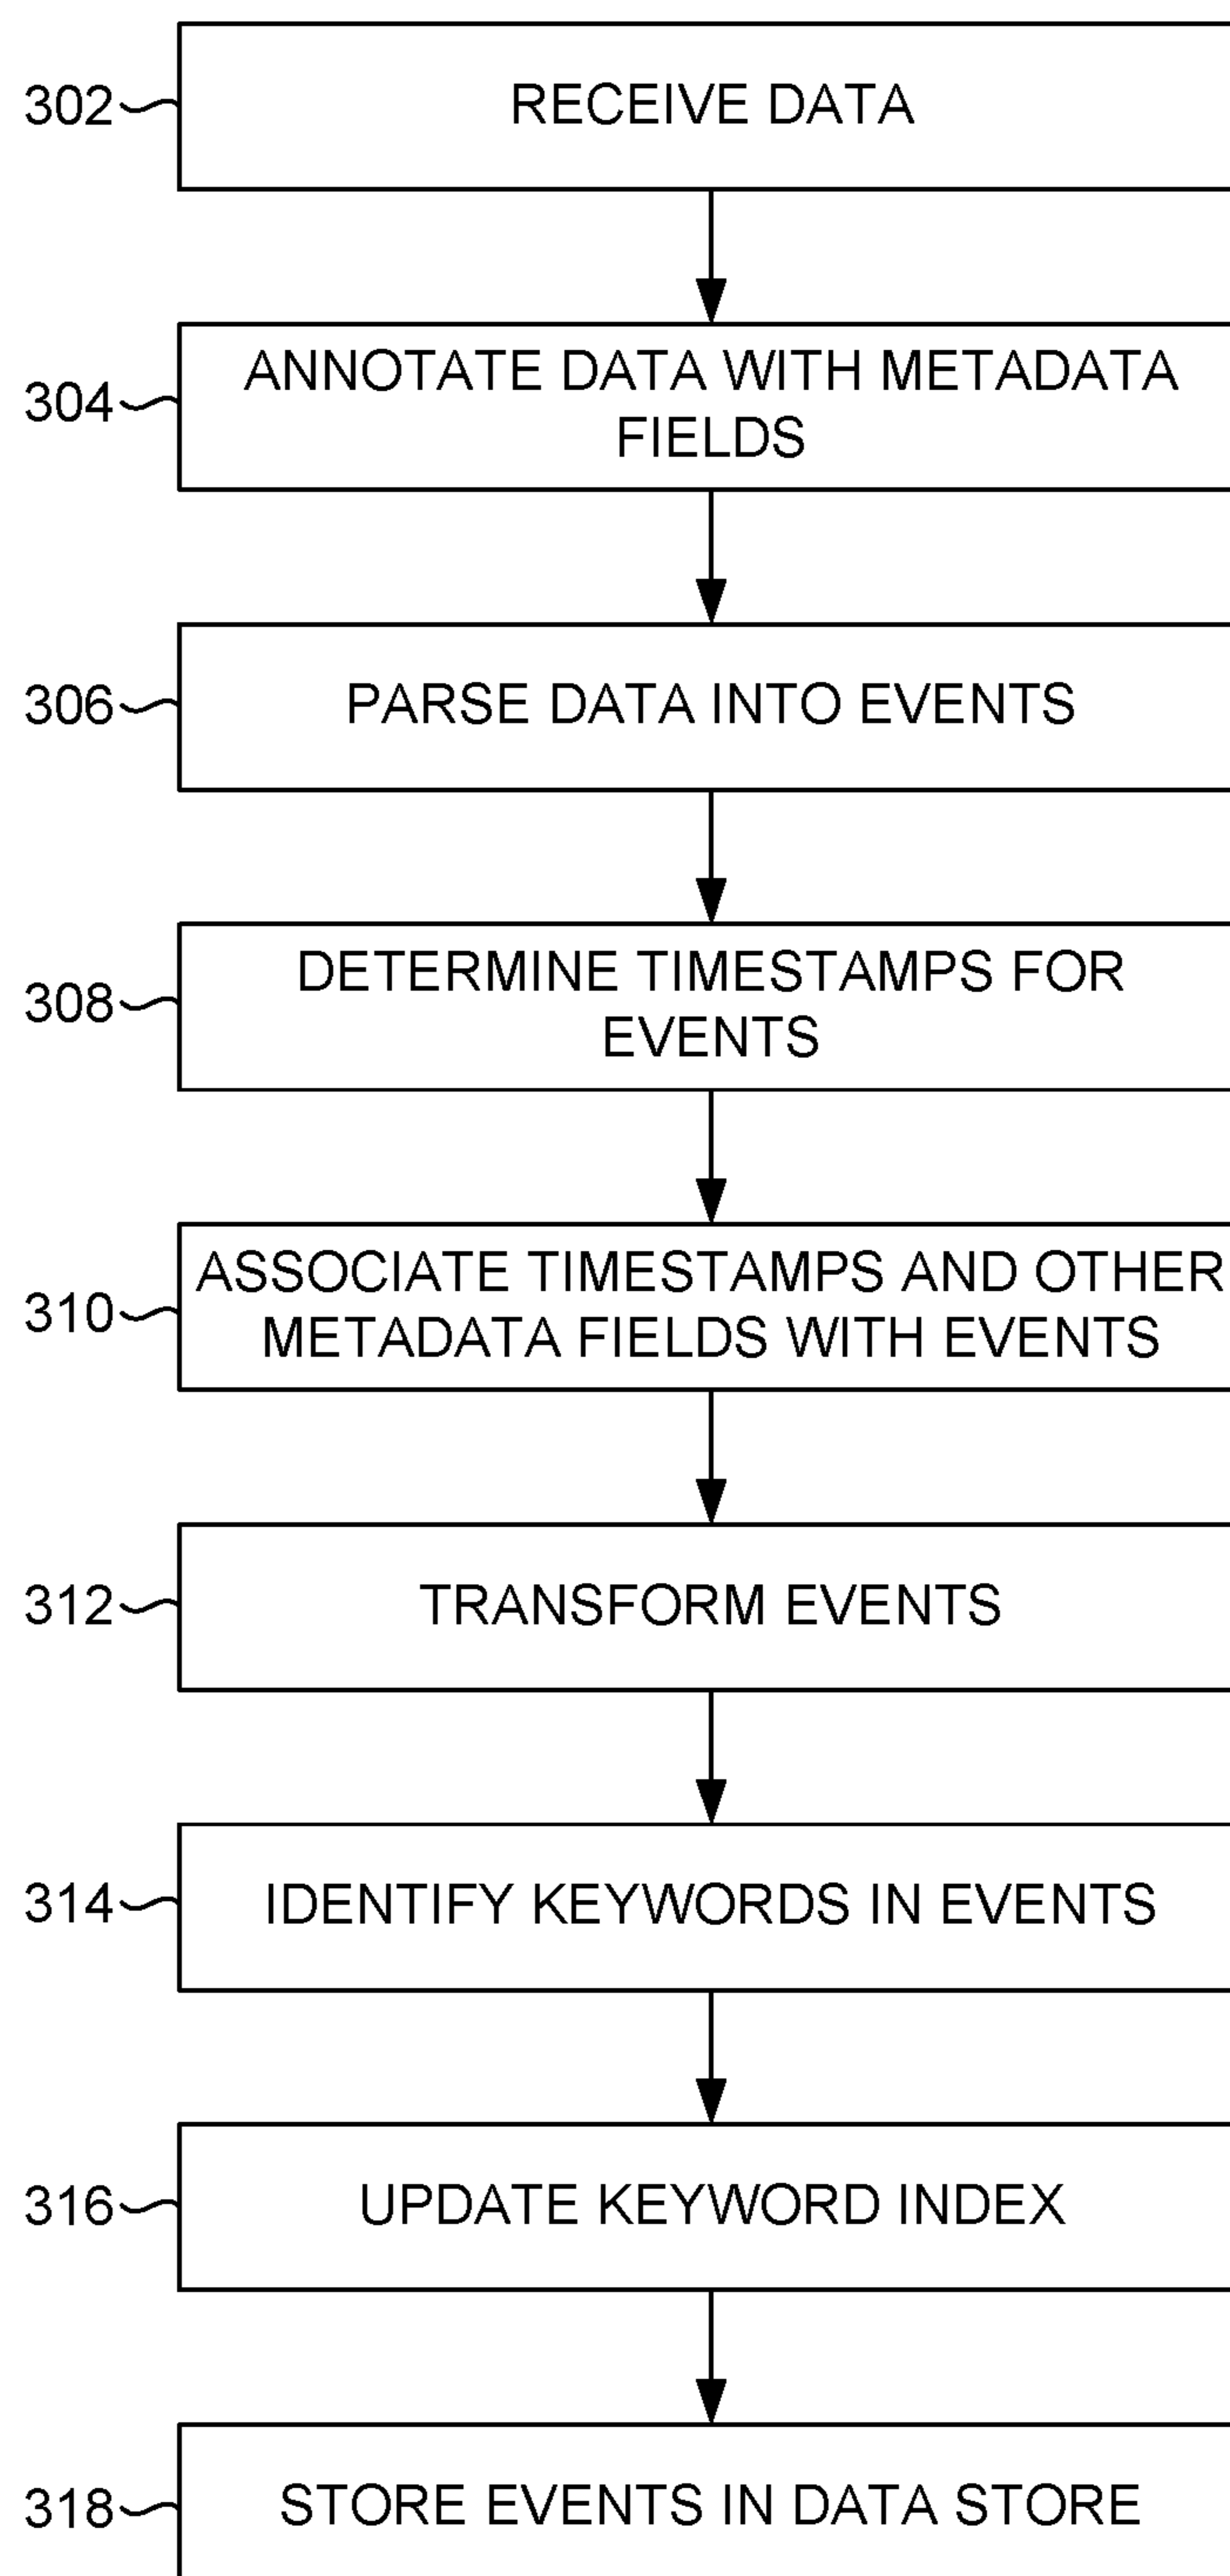 302 RECEIVE DATA
304 ANNOTATE DATA WITH METADATA
FIELDS
306 PARSE DATA INTO EVENTS
308 DETERMINE TIMESTAMPS FOR
EVENTS
310 ASSOCIATE TIMESTAMPS AND OTHER
METADATA FIELDS WITH EVENTS
312 TRANSFORM EVENTS
314 IDENTIFY KEYWORDS IN EVENTS
316 UPDATE KEYWORD INDEX
318 STORE EVENTS IN DATA STORE